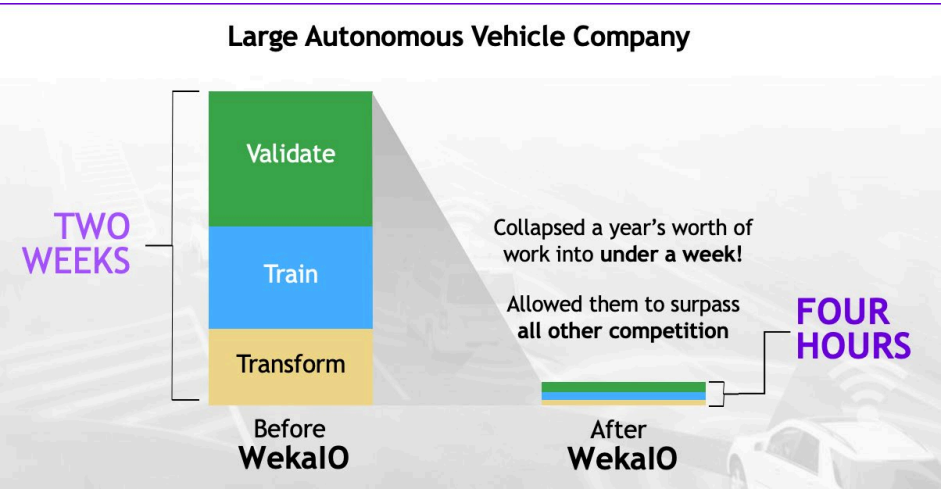 Large Autonomous Vehicle Company
Validate
Train
Transform
TWO
WEEKS
Collapsed a year's worth of
work into under a week!
Allowed them to surpass
all other competition
FOUR
HOURS
Before
WekaIO
After
WekaIO